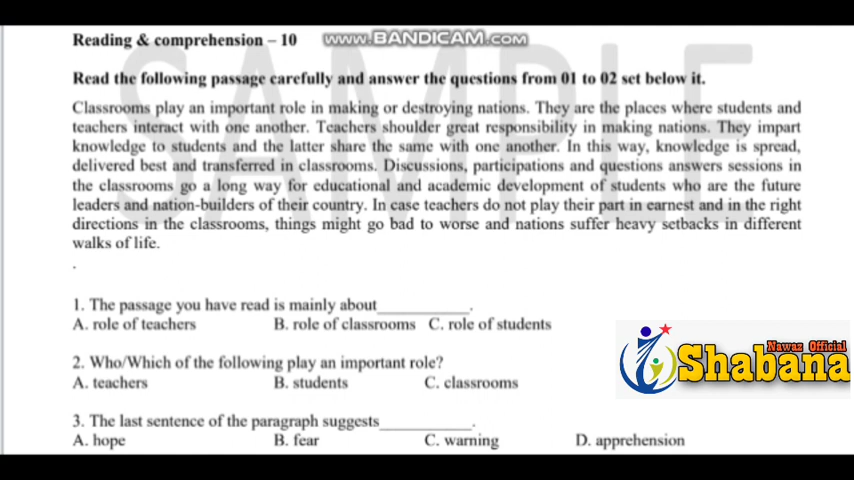 Reading & comprehension – 10
www.BANDICAM.com
Read the following passage carefully and answer the questions from 01 to 02 set below it.
Classrooms play an important role in making or destroying nations. They are the places where students and
teachers interact with one another. Teachers shoulder great responsibility in making nations. They impart
knowledge to students and the latter share the same with one another. In this way, knowledge is spread,
delivered best and transferred in classrooms. Discussions, participations and questions answers sessions in
the classrooms go a long way for educational and academic development of students who are the future
leaders and nation-builders of their country. In case teachers do not play their part in earnest and in the right
directions in the classrooms, things might go bad to worse and nations suffer heavy setbacks in different
walks of life.
.
SAMPLE
1. The passage you have read is mainly about__________.
A. role of teachers B. role of classrooms C. role of students
2. Who/Which of the following play an important role?
A. teachers B. students C. classrooms
3. The last sentence of the paragraph suggests__________.
A. hope B. fear C. warning D. apprehension
Nawaz Official
Shabana